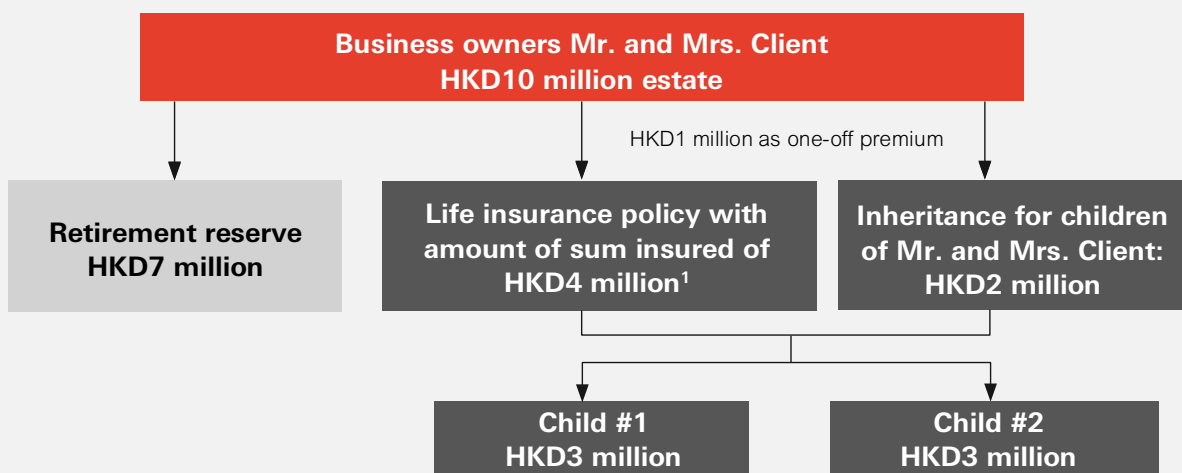 Business owners Mr. and Mrs. Client
HKD10 million estate
HKD1 million as one-off premium
Retirement reserve
HKD7 million
Life insurance policy with
amount of sum insured of
HKD4 million¹
Inheritance for children
of Mr. and Mrs. Client:
HKD2 million
Child #1
HKD3 million
Child #2
HKD3 million